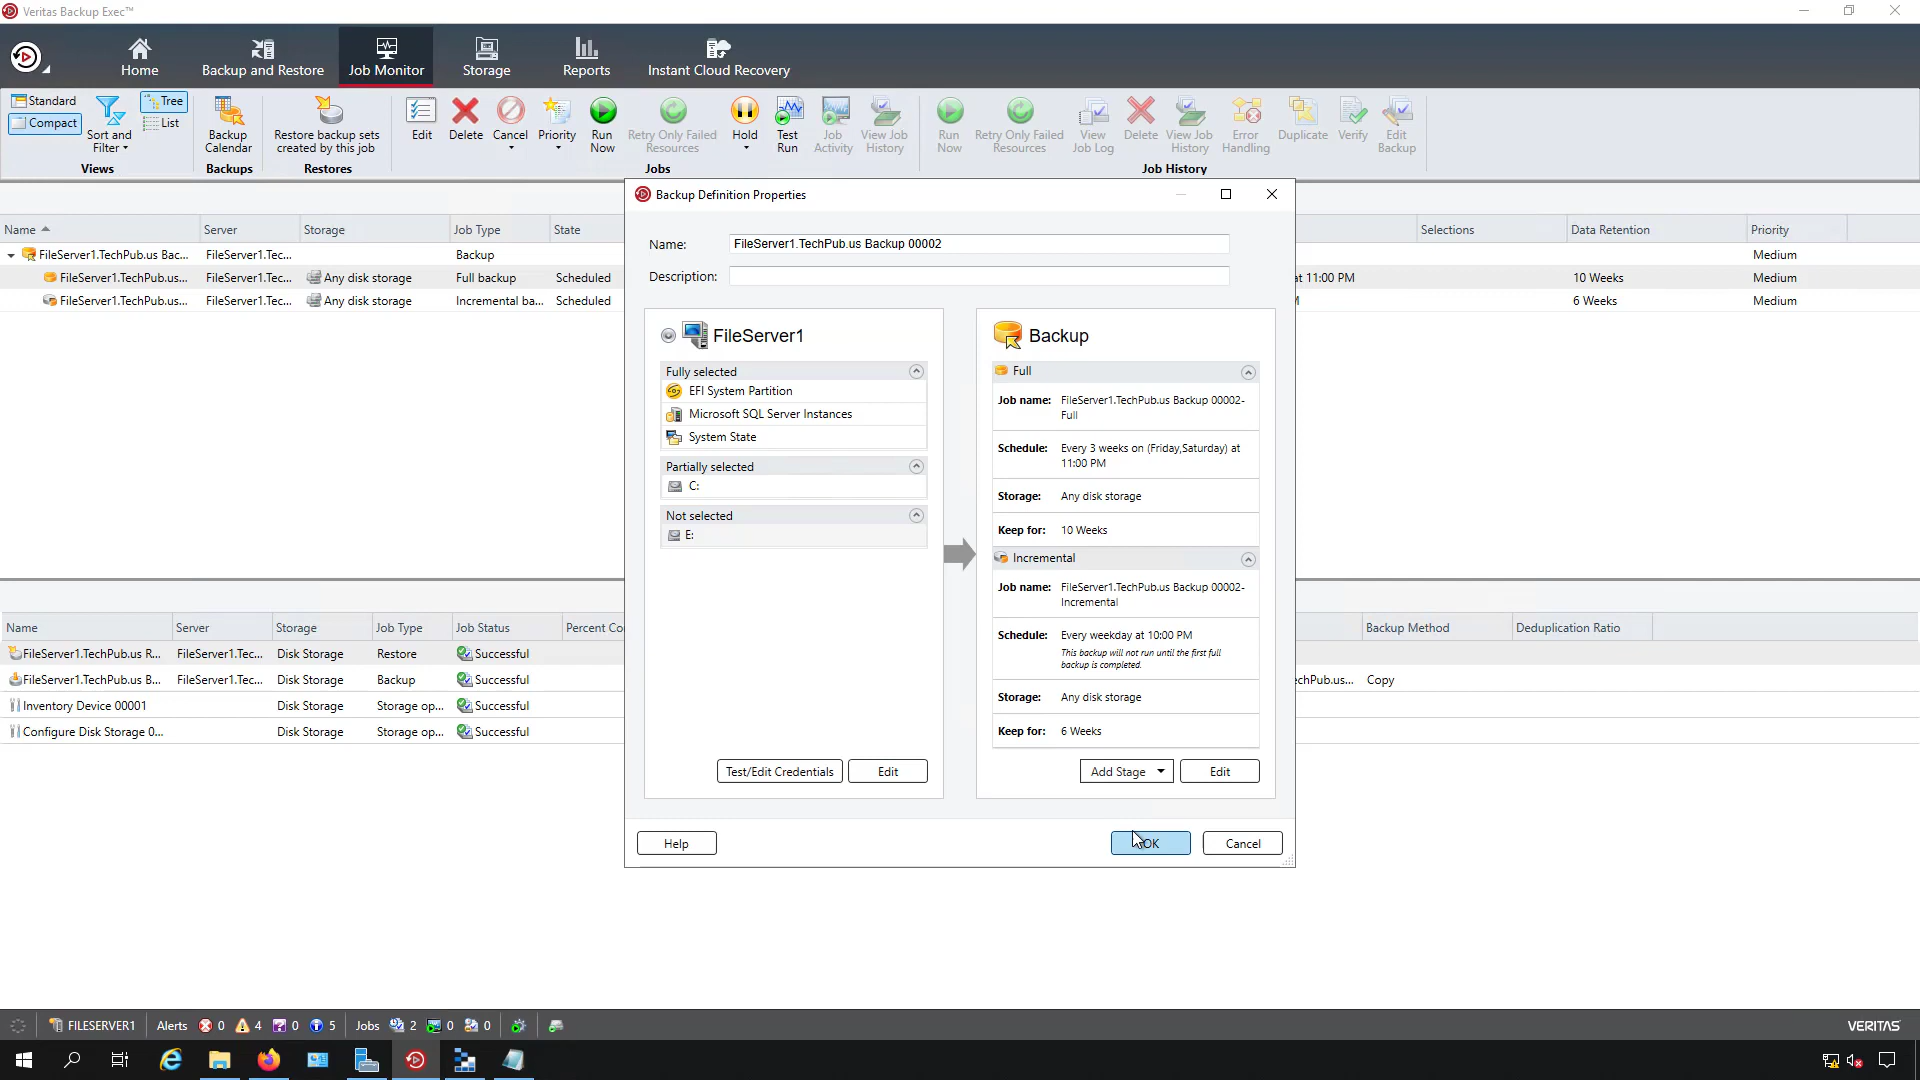 Veritas Backup Exec™
Home
Backup and Restore
Job Monitor
Storage
Reports
Instant Cloud Recovery
Standard
Compact
Sort and
Filter
Tree
List
Views
Backup
Calendar
Backups
Restore backup sets
created by this job
Restores
Edit
Delete
Cancel
Priority
Run
Now
Retry Only Failed
Resources
Hold
Test
Run
Job
Activity
View Job
History
Jobs
Run
Now
Retry Only Failed
Resources
View
Job Log
Delete
View Job
History
Error
Handling
Duplicate
Verify
Edit
Backup
Job History
Name Server Storage Job Type State Selections Data Retention Priority
FileServer1.TechPub.us Bac... FileServer1.Tec... Backup Medium
FileServer1.TechPub.us... FileServer1.Tec... Any disk storage Full backup Scheduled at 11:00 PM 10 Weeks Medium
FileServer1.TechPub.us... FileServer1.Tec... Any disk storage Incremental ba... Scheduled 6 Weeks Medium
Backup Definition Properties
Name: FileServer1.TechPub.us Backup 00002
Description:
FileServer1
Fully selected
EFI System Partition
Microsoft SQL Server Instances
System State
Partially selected
C:
Not selected
E:
Test/Edit Credentials
Edit
Backup
Full
Job name: FileServer1.TechPub.us Backup 00002-
Full
Schedule: Every 3 weeks on (Friday,Saturday) at
11:00 PM
Storage: Any disk storage
Keep for: 10 Weeks
Incremental
Job name: FileServer1.TechPub.us Backup 00002-
Incremental
Schedule: Every weekday at 10:00 PM
This backup will not run until the first full
backup is completed.
Storage: Any disk storage
Keep for: 6 Weeks
Add Stage
Edit
Help
OK
Cancel
Name Server Storage Job Type Job Status Percent Co Backup Method Deduplication Ratio
FileServer1.TechPub.us R... FileServer1.Tec... Disk Storage Restore Successful
FileServer1.TechPub.us B... FileServer1.Tec... Disk Storage Backup Successful echPub.us... Copy
Inventory Device 00001 Disk Storage Storage op... Successful
Configure Disk Storage 0... Disk Storage Storage op... Successful
FILESERVER1
Alerts 0 4 0 5
Jobs 2 0 0
VERITAS